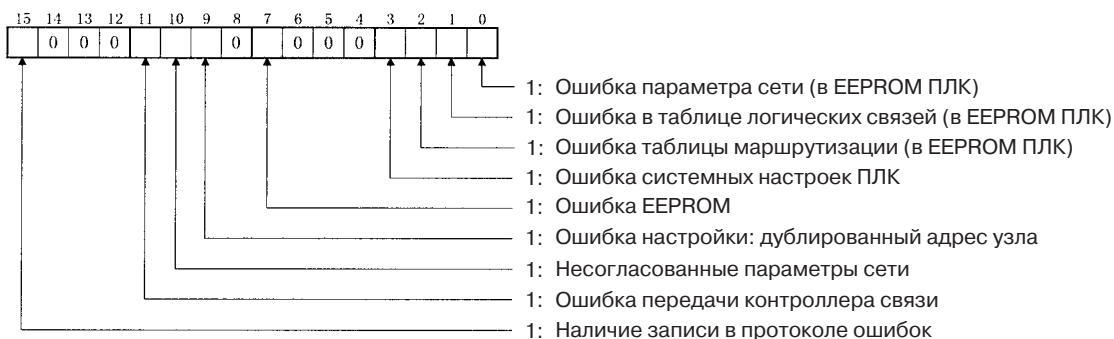 15 14 13 12 11 10 9 8 7 6 5 4 3 2 1 0
0 0 0 0 0 0 0
1: Ошибка параметра сети (в EEPROM ПЛК)
1: Ошибка в таблице логических связей (в EEPROM ПЛК)
1: Ошибка таблицы маршрутизации (в EEPROM ПЛК)
1: Ошибка системных настроек ПЛК
1: Ошибка EEPROM
1: Ошибка настройки: дублированный адрес узла
1: Несогласованные параметры сети
1: Ошибка передачи контроллера связи
1: Наличие записи в протоколе ошибок